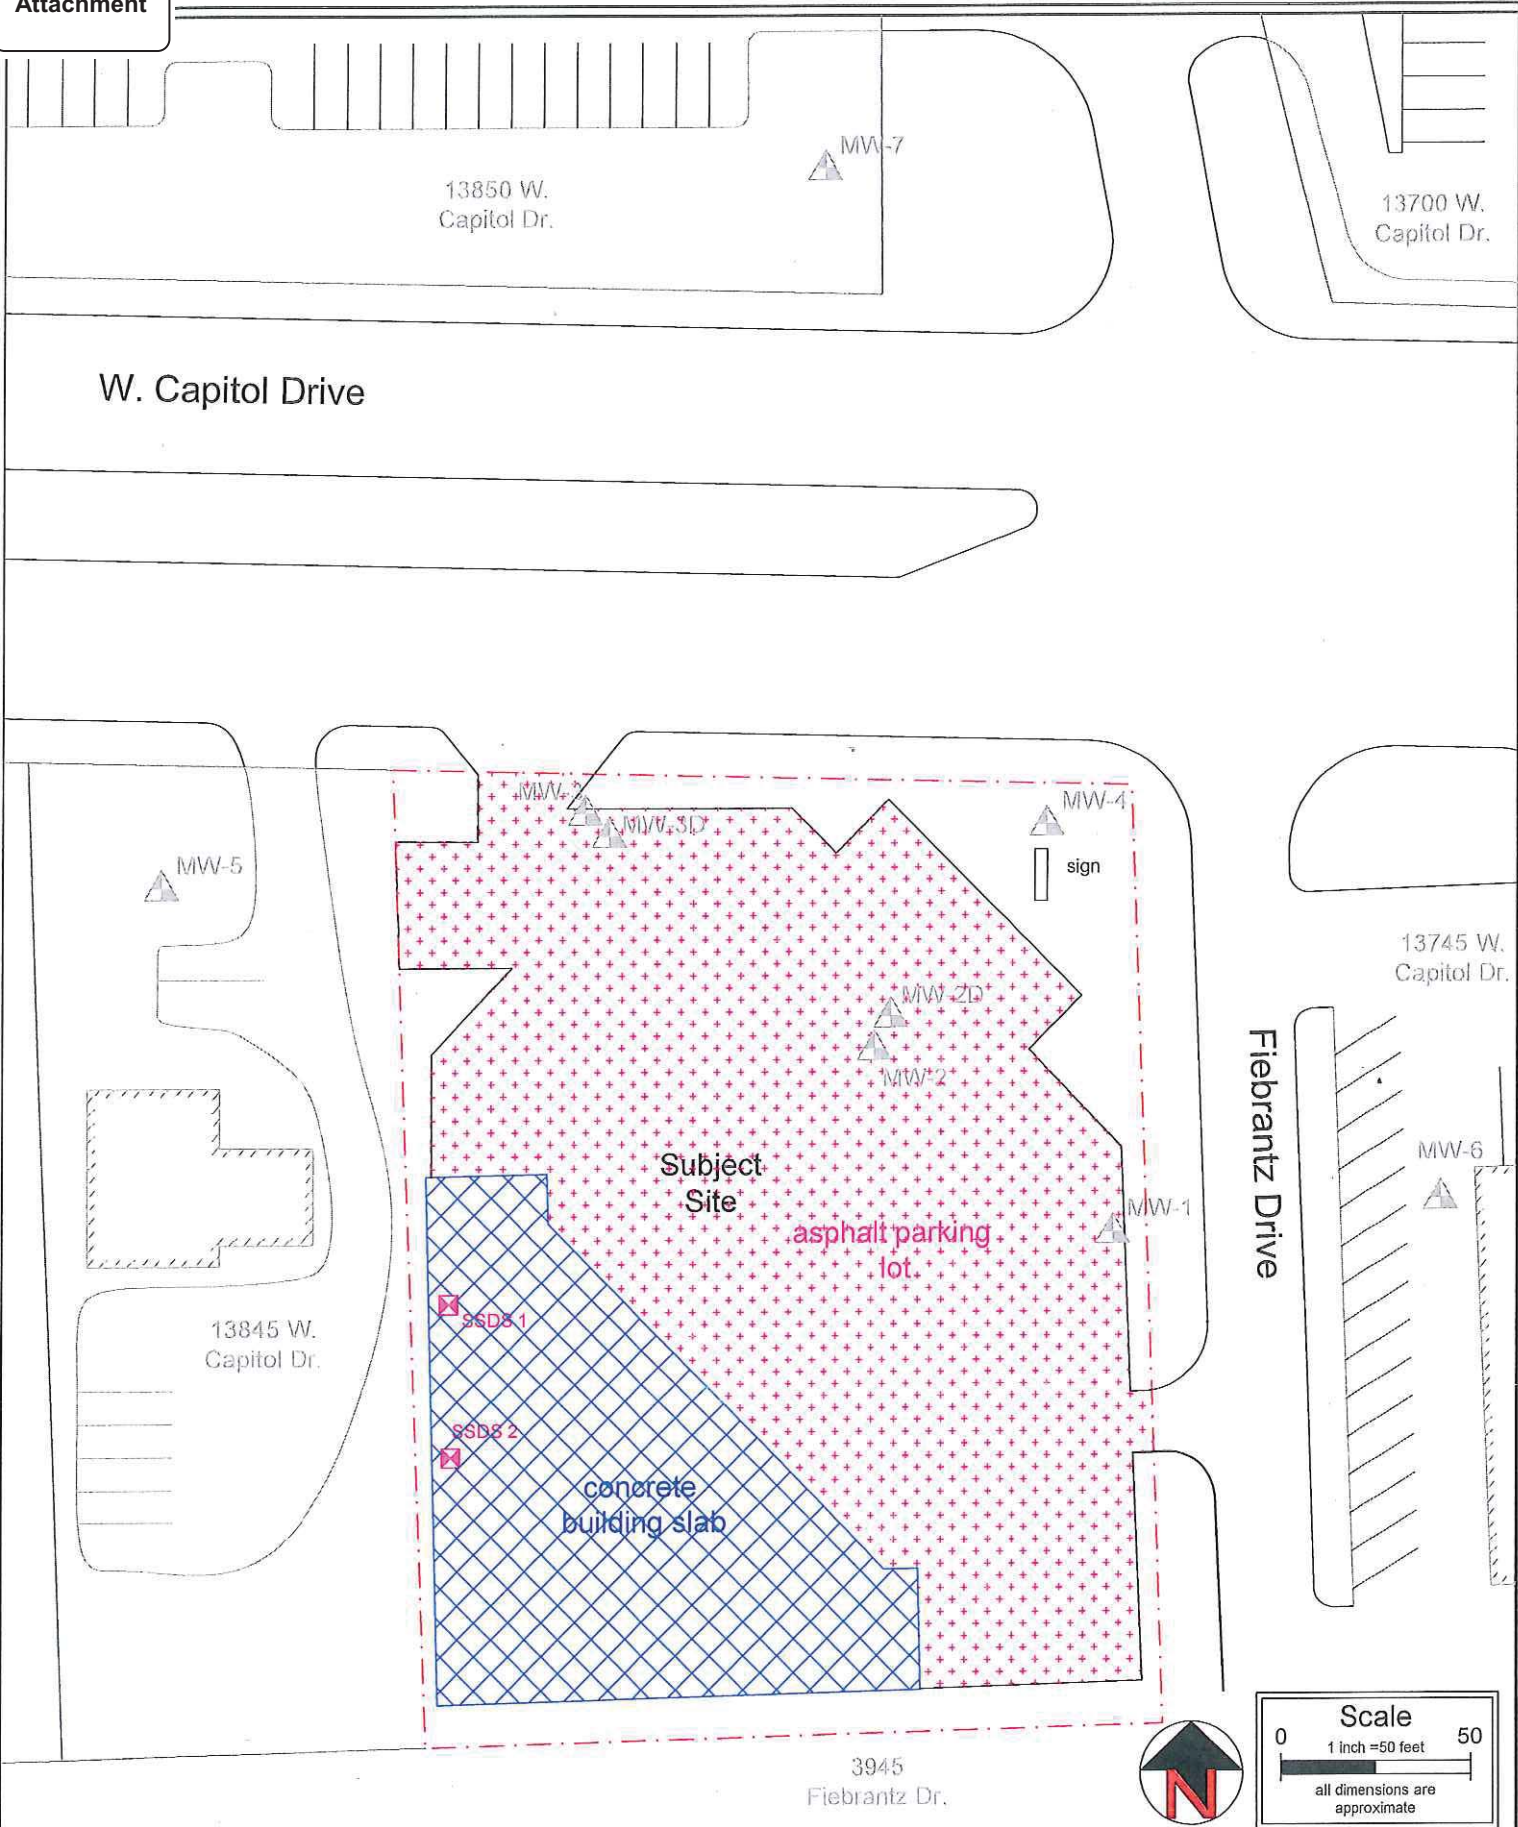 Attachment
MW-7
13850 W.
Capitol Dr.
13700 W.
Capitol Dr.
W. Capitol Drive
MW-3
MW-3D
MW-4
sign
MW-5
13745 W.
Capitol Dr.
MW-2D
MW-2
Fiebrantz Drive
MW-6
Subject
Site
MW-1
asphalt parking
lot
SSDS 1
13845 W.
Capitol Dr.
SSDS 2
concrete
building slab
Scale
0
50
1 inch =50 feet
all dimensions are
approximate
N
3945
Fiebrantz Dr.